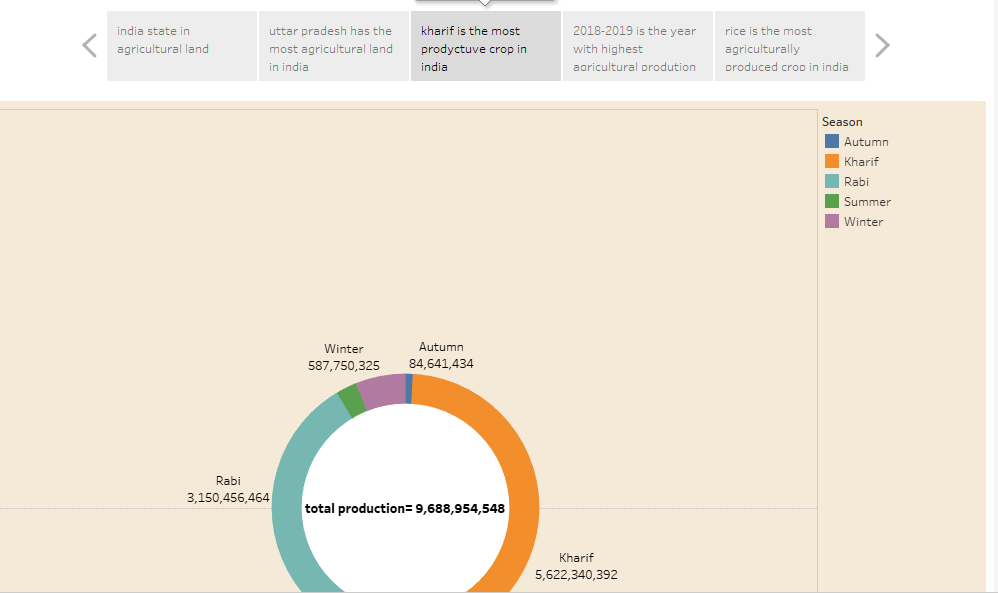 india state in
agricultural land
uttar pradesh has the
most agricultural land
in india
kharif is the most
prodyctuve crop in
india
2018-2019 is the year
with highest
agricultural prodution
rice is the most
agriculturally
produced crop in india
Season
Autumn
Kharif
Rabi
Summer
Winter
Winter
587,750,325
Autumn
84,641,434
Rabi
3,150,456,464
total production= 9,688,954,548
Kharif
5,622,340,392